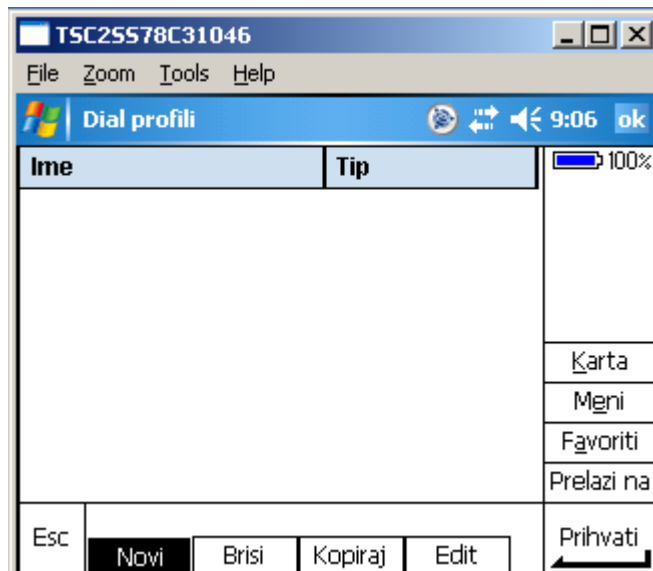 TSC2SS78C31046
File Zoom Tools Help
Dial profili 9:06 ok
Ime Tip
100%
Karta
Meni
Favoriti
Prelazi na
Esc Novi Brisi Kopiraj Edit Prihvati